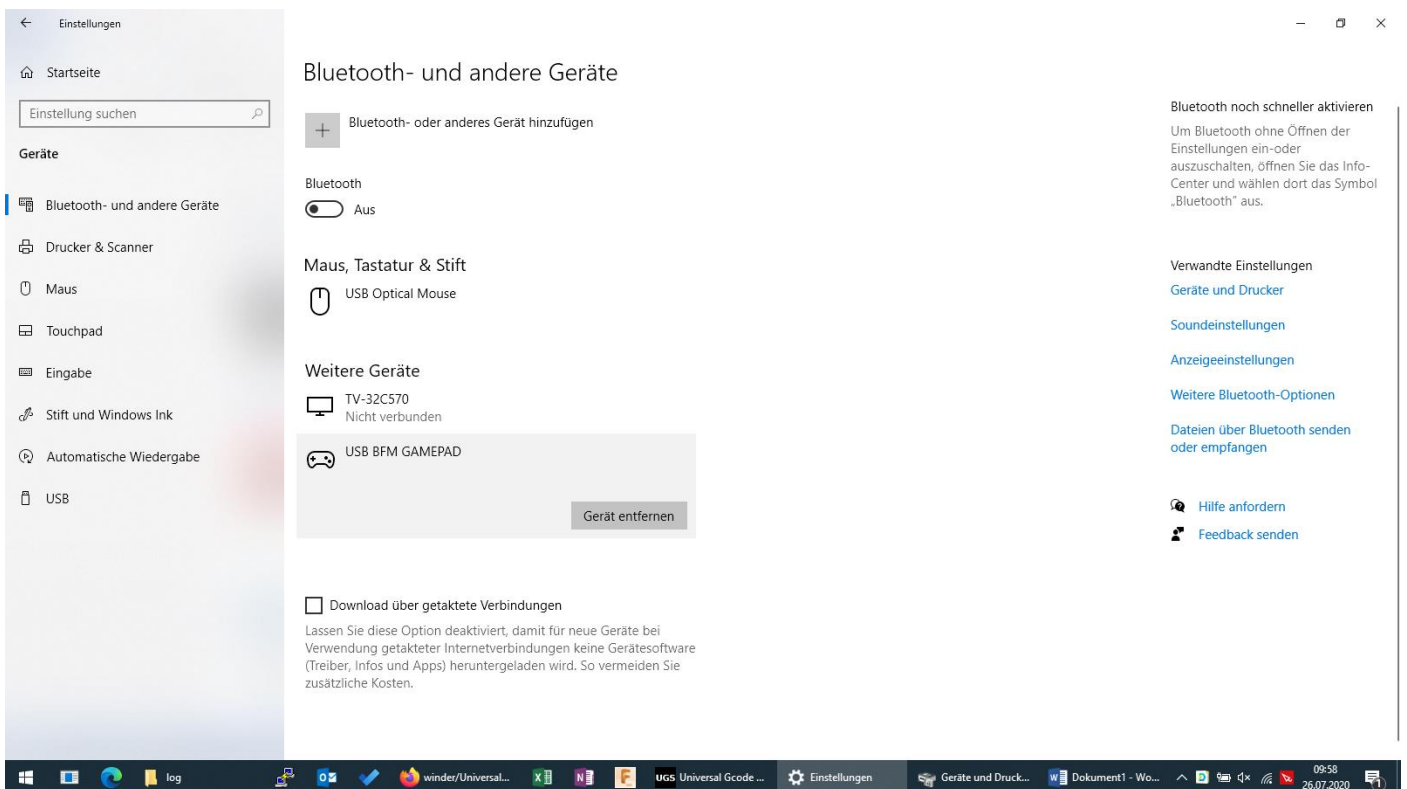 Einstellungen
Startseite
Einstellung suchen
Geräte
Bluetooth- und andere Geräte
Drucker & Scanner
Maus
Touchpad
Eingabe
Stift und Windows Ink
Automatische Wiedergabe
USB
Bluetooth- und andere Geräte
Bluetooth- oder anderes Gerät hinzufügen
Bluetooth
Aus
Maus, Tastatur & Stift
USB Optical Mouse
Weitere Geräte
TV-32C570
Nicht verbunden
USB BFM GAMEPAD
Gerät entfernen
Download über getaktete Verbindungen
Lassen Sie diese Option deaktiviert, damit für neue Geräte bei
Verwendung getakteter Internetverbindungen keine Gerätesoftware
(Treiber, Infos und Apps) heruntergeladen wird. So vermeiden Sie
zusätzliche Kosten.
Bluetooth noch schneller aktivieren
Um Bluetooth ohne Öffnen der
Einstellungen ein-oder
auszuschalten, öffnen Sie das Info-
Center und wählen dort das Symbol
„Bluetooth" aus.
Verwandte Einstellungen
Geräte und Drucker
Soundeinstellungen
Anzeigeeinstellungen
Weitere Bluetooth-Optionen
Dateien über Bluetooth senden
oder empfangen
Hilfe anfordern
Feedback senden
log
winder/Universal...
UGS Universal Gcode ...
Einstellungen
Geräte und Druck...
Dokument1 - Wo...
09:58
26.07.2020